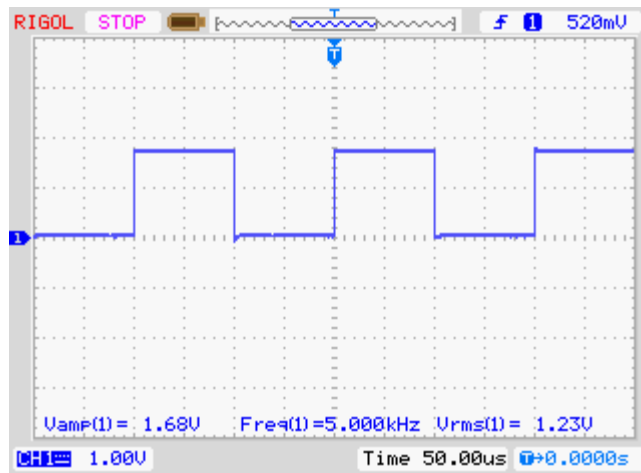 RIGOL STOP T f 1 520mV
T
1
Vamp(1)= 1.68V Freq(1)=5.000kHz Vrms(1)= 1.23V
CH1 1.00V Time 50.00us T→0.0000s